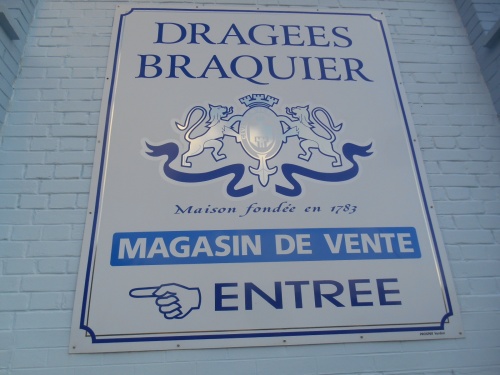 DRAGEES
BRAQUIER
Maison fondée en 1783
MAGASIN DE VENTE
ENTREE